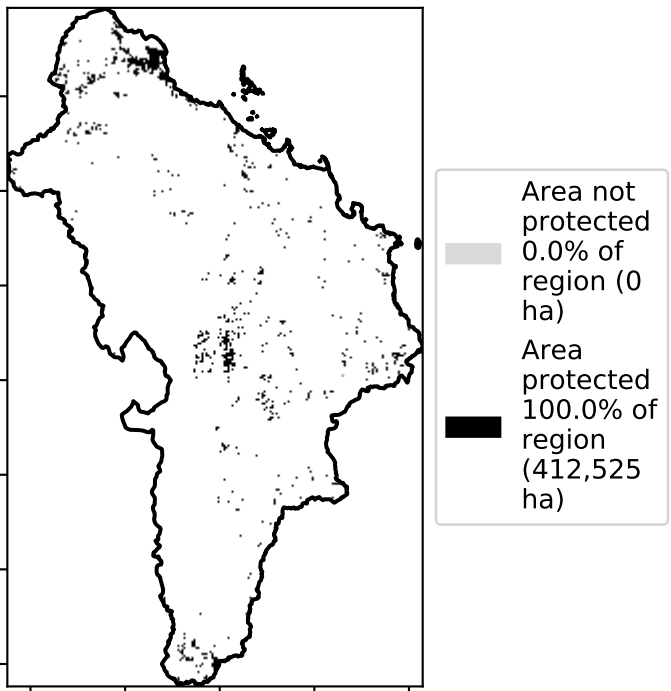 Area not
protected
0.0% of
region (0
ha)
Area
protected
100.0% of
region
(412,525
ha)